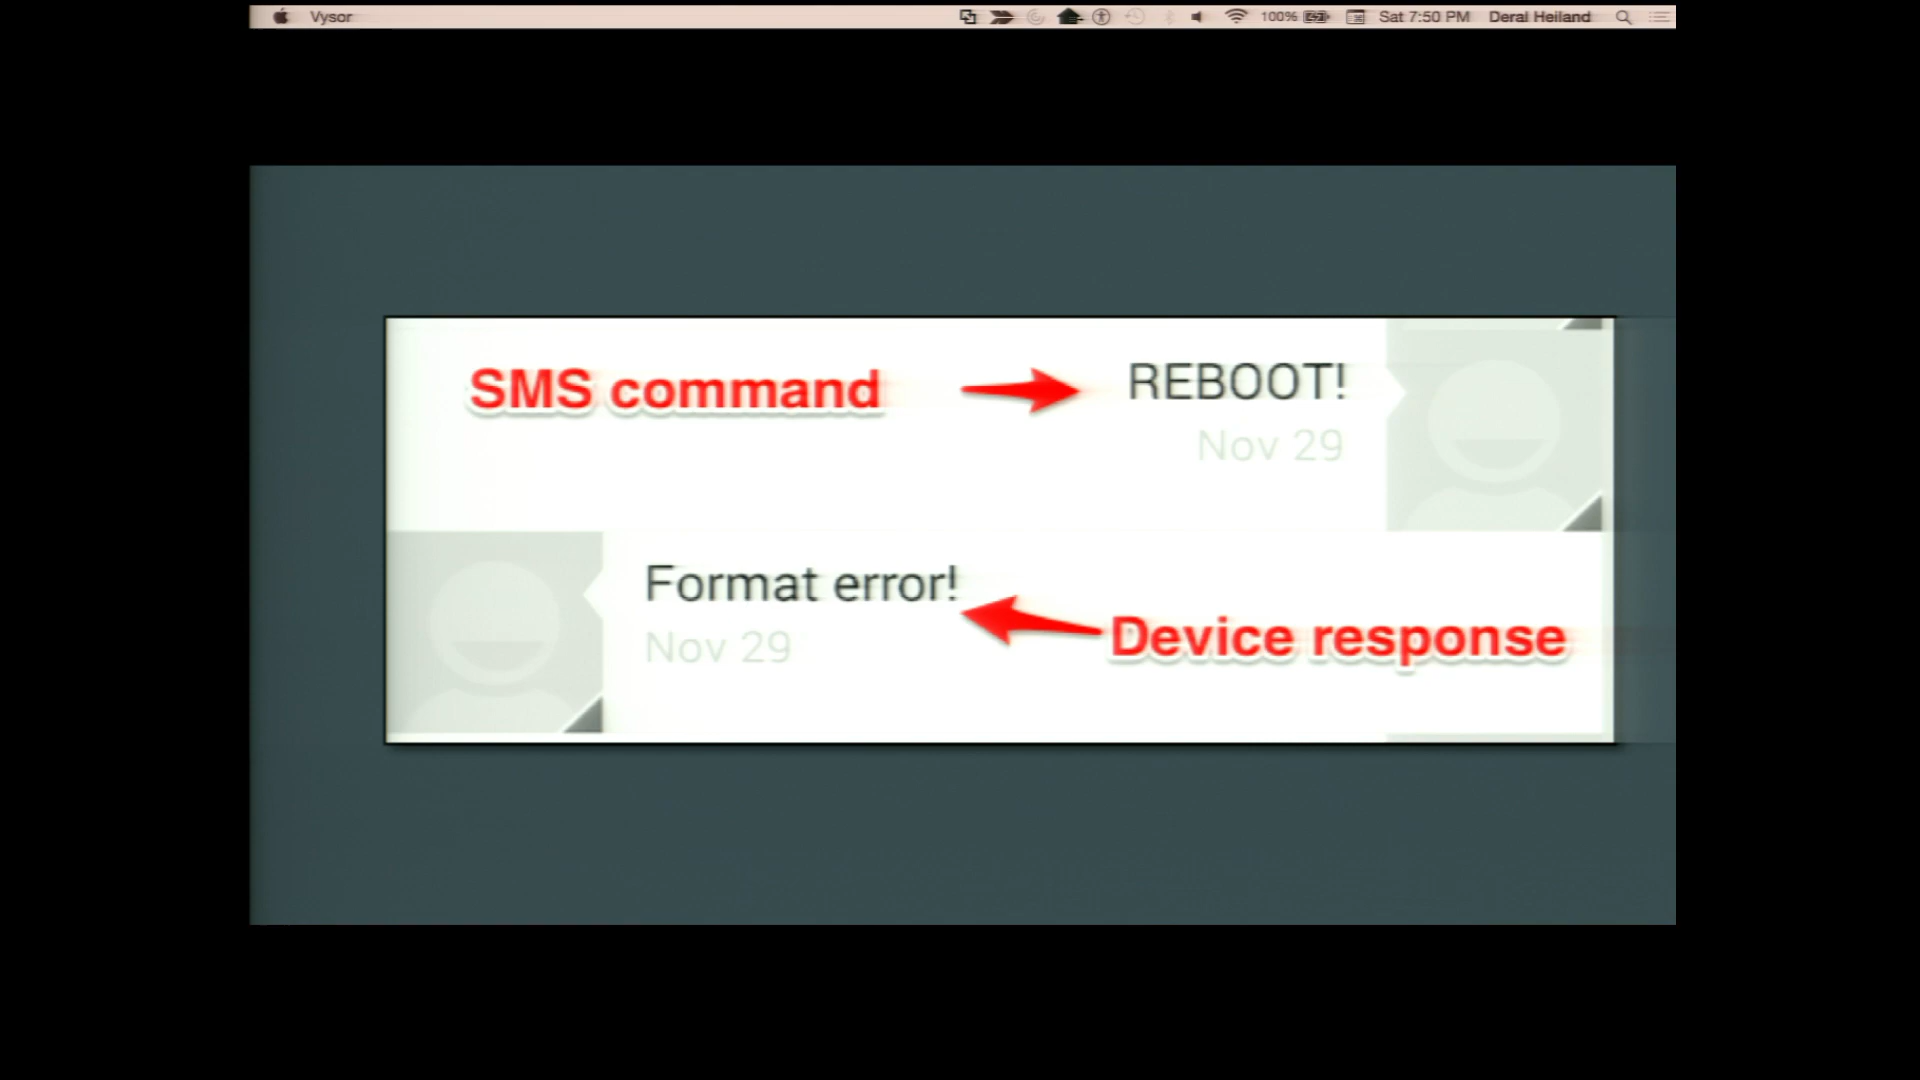 Vysor 100% Sat 7:50 PM Deral Heiland
SMS command REBOOT!
Nov 29
Format error!
Nov 29 Device response